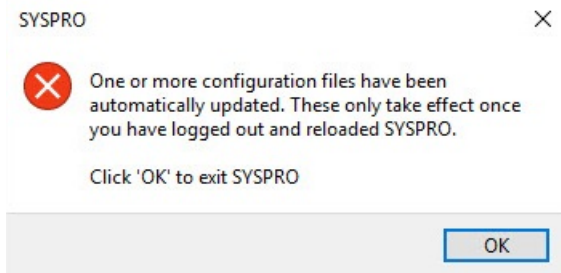 SYSPRO
One or more configuration files have been
automatically updated. These only take effect once
you have logged out and reloaded SYSPRO.
Click 'OK' to exit SYSPRO
OK